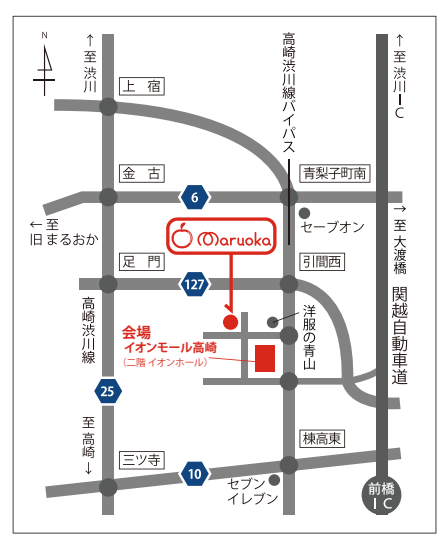 N
↑至渋川
高崎渋川線バイパス
↑至渋川IC
上宿
金古
6
青梨子町南
セーブオン
←至
旧まるおか
→至大渡橋
Maruoka
足門
127
引間西
関越自動車道
高崎渋川線
洋服の青山
会場
イオンモール高崎
(二階 イオンホール)
25
至高崎↓
三ツ寺
10
棟高東
セブン
イレブン
前橋
IC